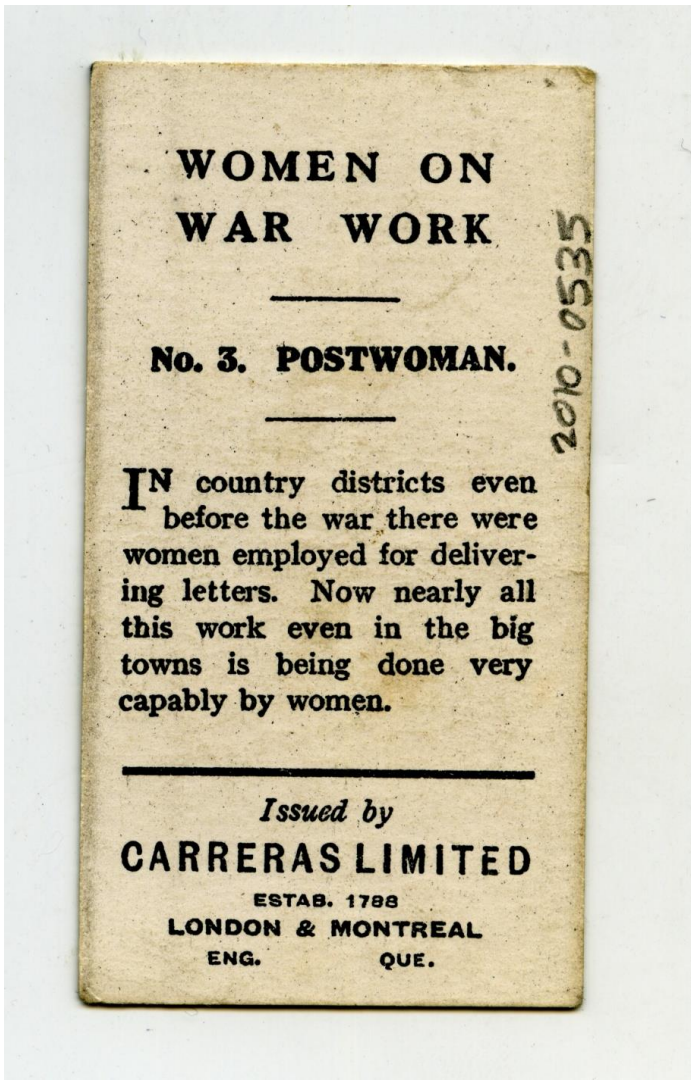 WOMEN ON
WAR WORK
No. 3. POSTWOMAN.
IN country districts even
before the war there were
women employed for deliver-
ing letters. Now nearly all
this work even in the big
towns is being done very
capably by women.
Issued by
CARRERAS LIMITED
ESTAB. 1788
LONDON & MONTREAL
ENG. QUE.
2010-0535